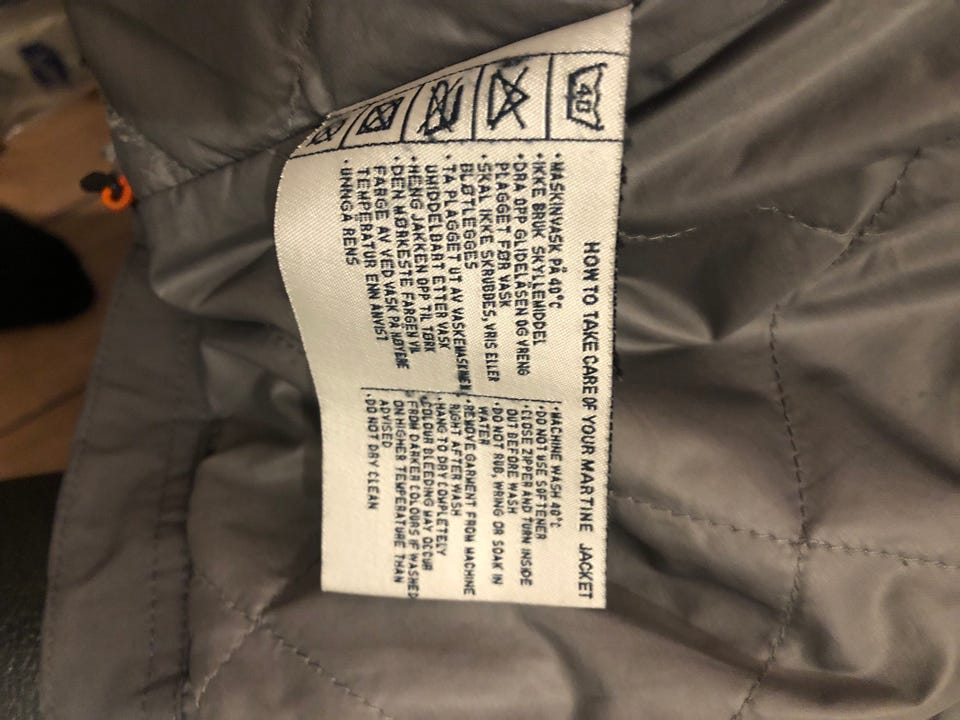 40
HOW TO TAKE CARE OF YOUR MARTINE JACKET
• MASKINVASK PÅ 40°C
• IKKE BRUK SKYLLEMIDDEL
• DRA OPP GLIDELÅSEN OG VRENG
PLAGGET FØR VASK
• SKAL IKKE SKRUBBES, VRIS ELLER
BLØTLEGGES
• TA PLAGGET UT AV VASKEMASKINEN
UMIDDELBART ETTER VASK
• HENG JAKKEN OPP TIL TØRK
• DEN MØRKESTE FARGEN VIL
FARGE AV VED VASK PÅ HØYERE
TEMPERATUR ENN ANVIST
• UNNGÅ RENS
• MACHINE WASH 40°C
• DO NOT USE SOFTENER
• CLOSE ZIPPER AND TURN INSIDE
OUT BEFORE WASH
• DO NOT RUB, WRING OR SOAK IN
WATER
• REMOVE GARMENT FROM MACHINE
RIGHT AFTER WASH
• HANG TO DRY COMPLETELY
• COLOUR BLEEDING MAY OCCUR
FROM DARKER COLOURS IF WASHED
ON HIGHER TEMPERATURE THAN
ADVISED
• DO NOT DRY CLEAN